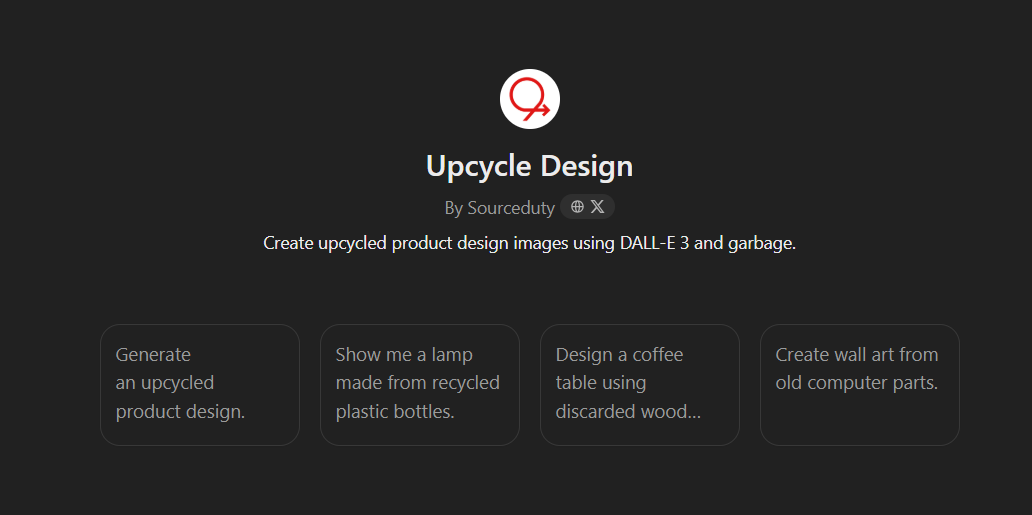 Upcycle Design
By Sourceduty
Create upcycled product design images using DALL-E 3 and garbage.
Generate
an upcycled
product design.
Show me a lamp
made from recycled
plastic bottles.
Design a coffee
table using
discarded wood...
Create wall art from
old computer parts.